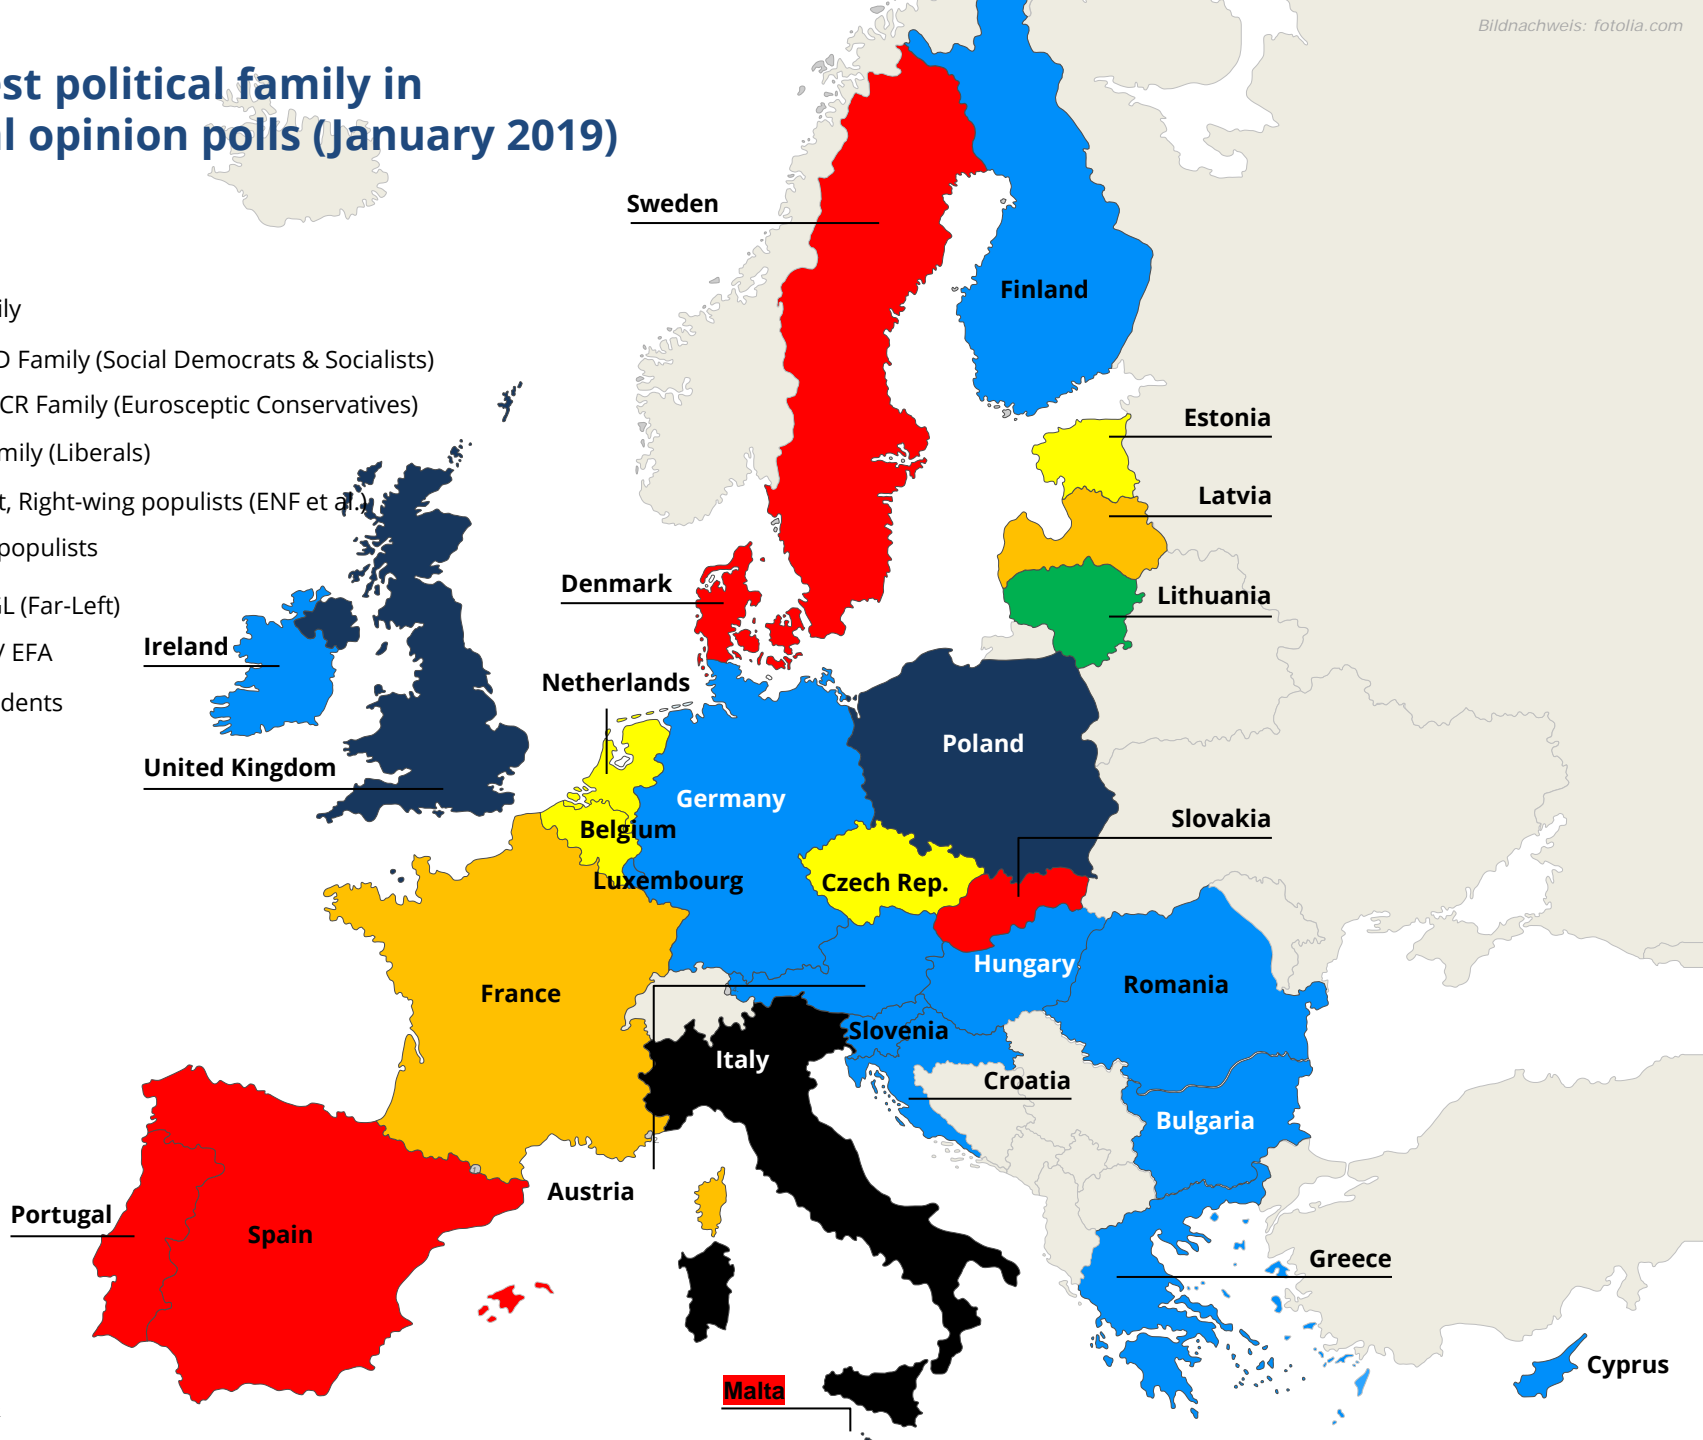 Bildnachweis: fotolia.com
st political family in
l opinion polls (January 2019)
Sweden
Finland
ily
D Family (Social Democrats & Socialists)
CR Family (Eurosceptic Conservatives)
Estonia
mily (Liberals)
t, Right-wing populists (ENF et al.)
Latvia
populists
Denmark
Lithuania
GL (Far-Left)
Ireland
/ EFA
Netherlands
dents
Poland
United Kingdom
Germany
Slovakia
Belgium
Luxembourg
Czech Rep.
Hungary
Romania
France
Slovenia
Italy
Croatia
Bulgaria
Austria
Portugal
Spain
Greece
Cyprus
Malta